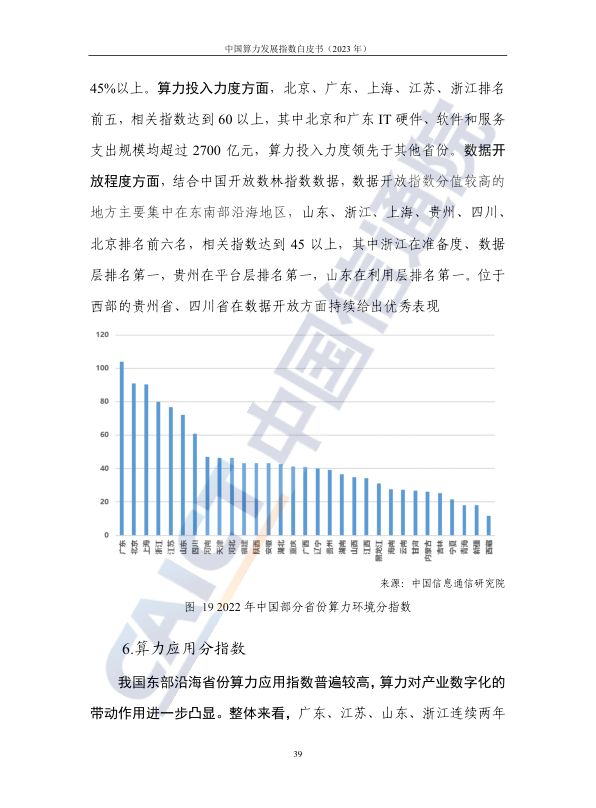 中国算力发展指数白皮书（2023 年）
45%以上。算力投入力度方面，北京、广东、上海、江苏、浙江排名
前五，相关指数达到 60 以上，其中北京和广东 IT 硬件、软件和服务
支出规模均超过 2700 亿元，算力投入力度领先于其他省份。数据开
放程度方面，结合中国开放数林指数数据，数据开放指数分值较高的
地方主要集中在东南部沿海地区，山东、浙江、上海、贵州、四川、
北京排名前六名，相关指数达到 45 以上，其中浙江在准备度、数据
层排名第一，贵州在平台层排名第一，山东在利用层排名第一。位于
西部的贵州省、四川省在数据开放方面持续给出优秀表现
120
100
80
60
40
20
0
广东 北京 上海 浙江 江苏 山东 四川 河南 天津 河北 福建 陕西 安徽 湖北 重庆 广西 辽宁 贵州 湖南 山西 江西 黑龙江 海南 云南 甘肃 内蒙古 吉林 宁夏 青海 新疆 西藏
来源：中国信息通信研究院
图 19 2022 年中国部分省份算力环境分指数
6.算力应用分指数
我国东部沿海省份算力应用指数普遍较高，算力对产业数字化的
带动作用进一步凸显。整体来看，广东、江苏、山东、浙江连续两年
39
CAICT 中国信通院